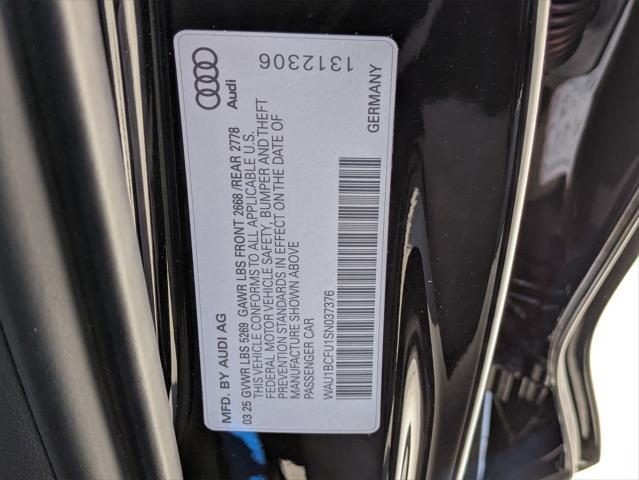 1312306
Audi
GERMANY
MFD. BY AUDI AG
03 25 GVWR LBS 5269 GAWR LBS FRONT 2668 /REAR 2778
THIS VEHICLE CONFORMS TO ALL APPLICABLE U.S.
FEDERAL MOTOR VEHICLE SAFETY, BUMPER AND THEFT
PREVENTION STANDARDS IN EFFECT ON THE DATE OF
MANUFACTURE SHOWN ABOVE
PASSENGER CAR
WAU1BCFU1SN037376